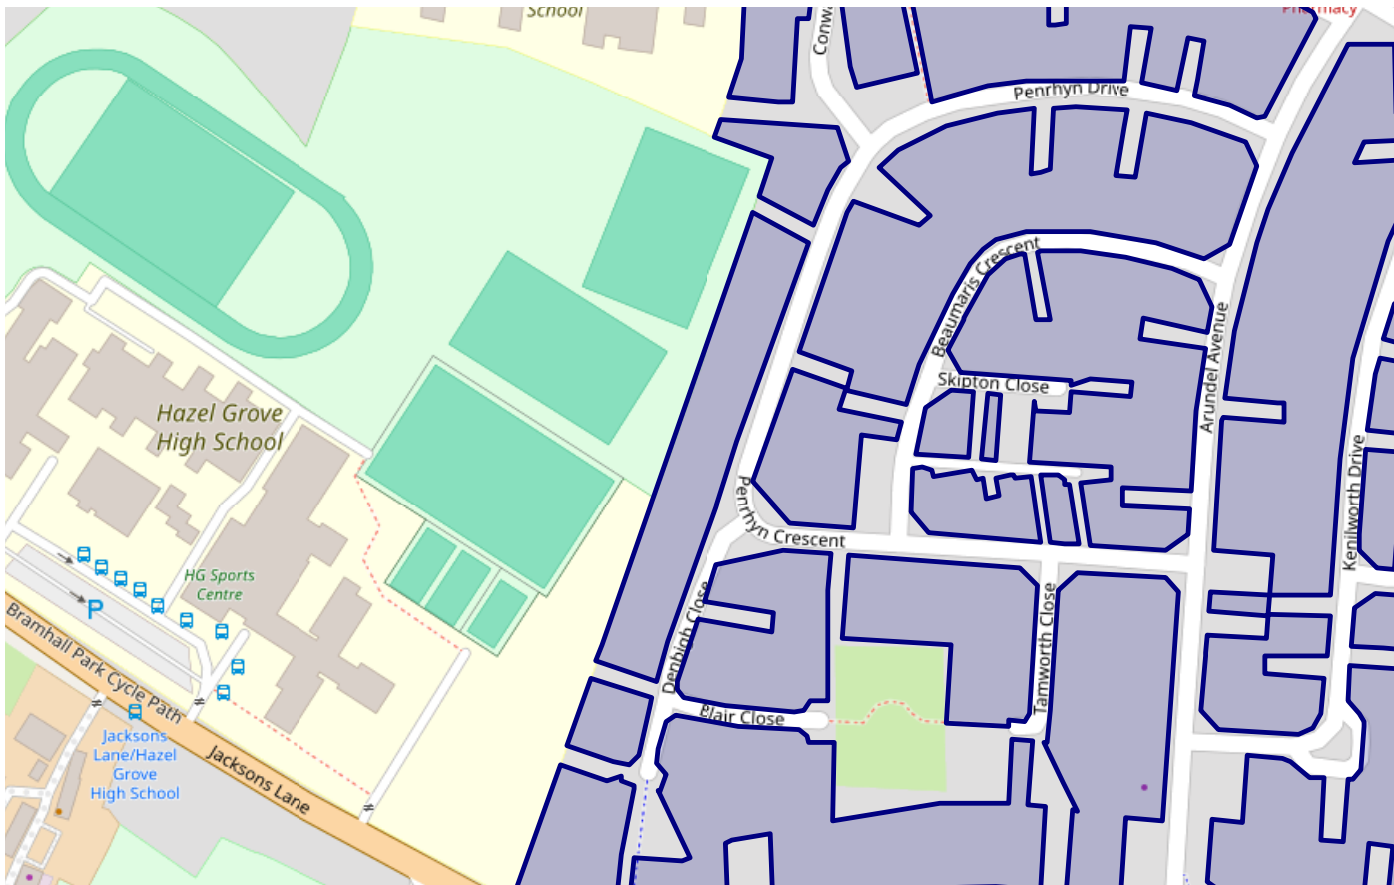 School
Conwa
Pharmacy
Penrhyn Drive
Beaumaris Crescent
Skipton Close
Arundel Avenue
Hazel Grove
High School
Penrhyn Crescent
Kenilworth Drive
HG Sports
Centre
P
Bramhall Park Cycle Path
Denbigh Close
Tamworth Close
Blair Close
Jacksons
Lane/Hazel
Grove
High School
Jacksons Lane